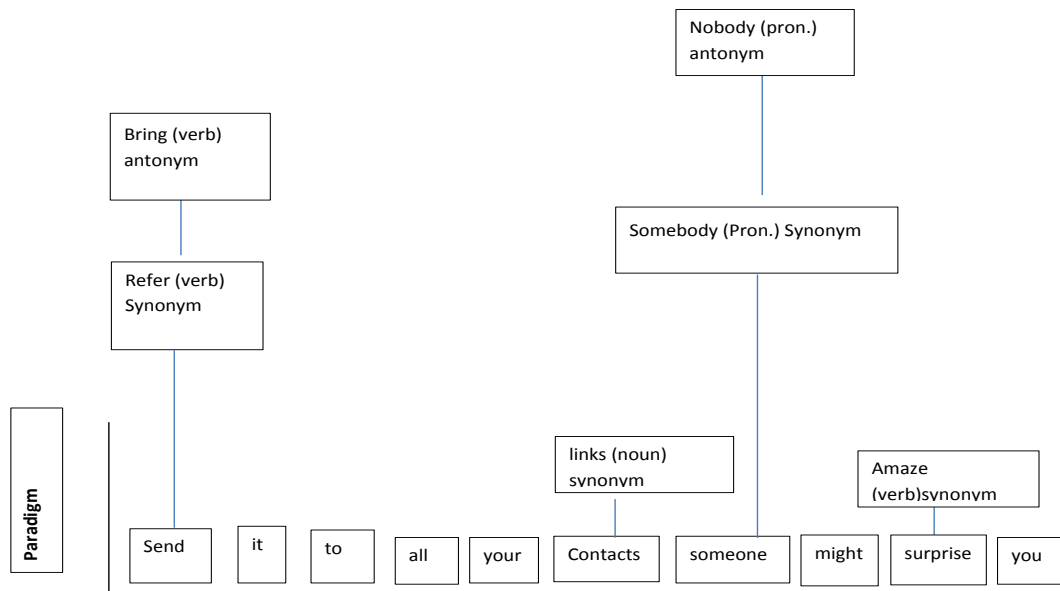 Nobody (pron.)
antonym
Bring (verb)
antonym
Somebody (Pron.) Synonym
Refer (verb)
Synonym
Paradigm
links (noun)
synonym
Amaze
(verb)synonym
Send it to all your Contacts someone might surprise you